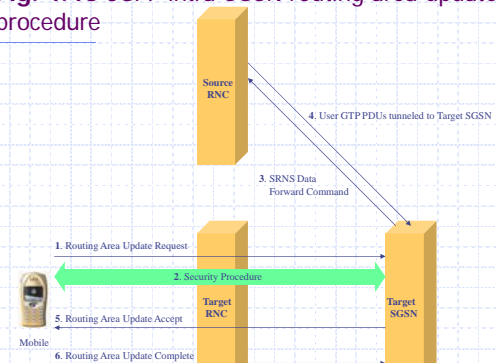 procedure
Source
RNC
4. User GTP PDUs tunneled to Target SGSN
3. SRNS Data
Forward Command
1. Routing Area Update Request
2. Security Procedure
Target
RNC
Target
SGSN
5. Routing Area Update Accept
Mobile
6. Routing Area Update Complete